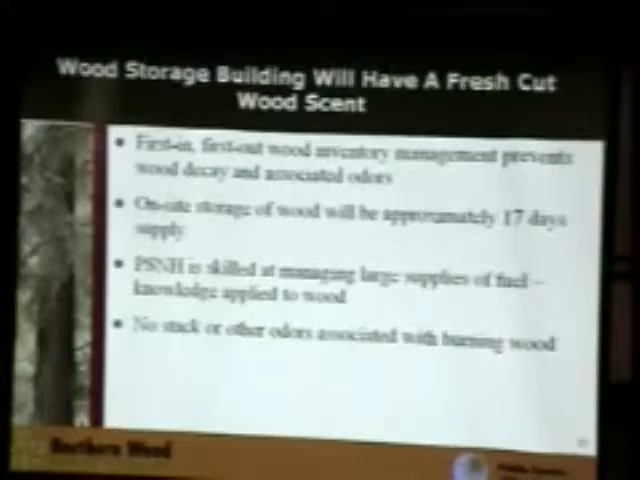 Wood Storage Building Will Have A Fresh Cut
Wood Scent
• First-in, first-out wood inventory management prevents
wood decay and associated odors
• On-site storage of wood will be approximately 17 days
supply
• PSNH is skilled at managing large supplies of fuel –
knowledge applied to wood
• No stack or other odors associated with burning wood
Northern Wood